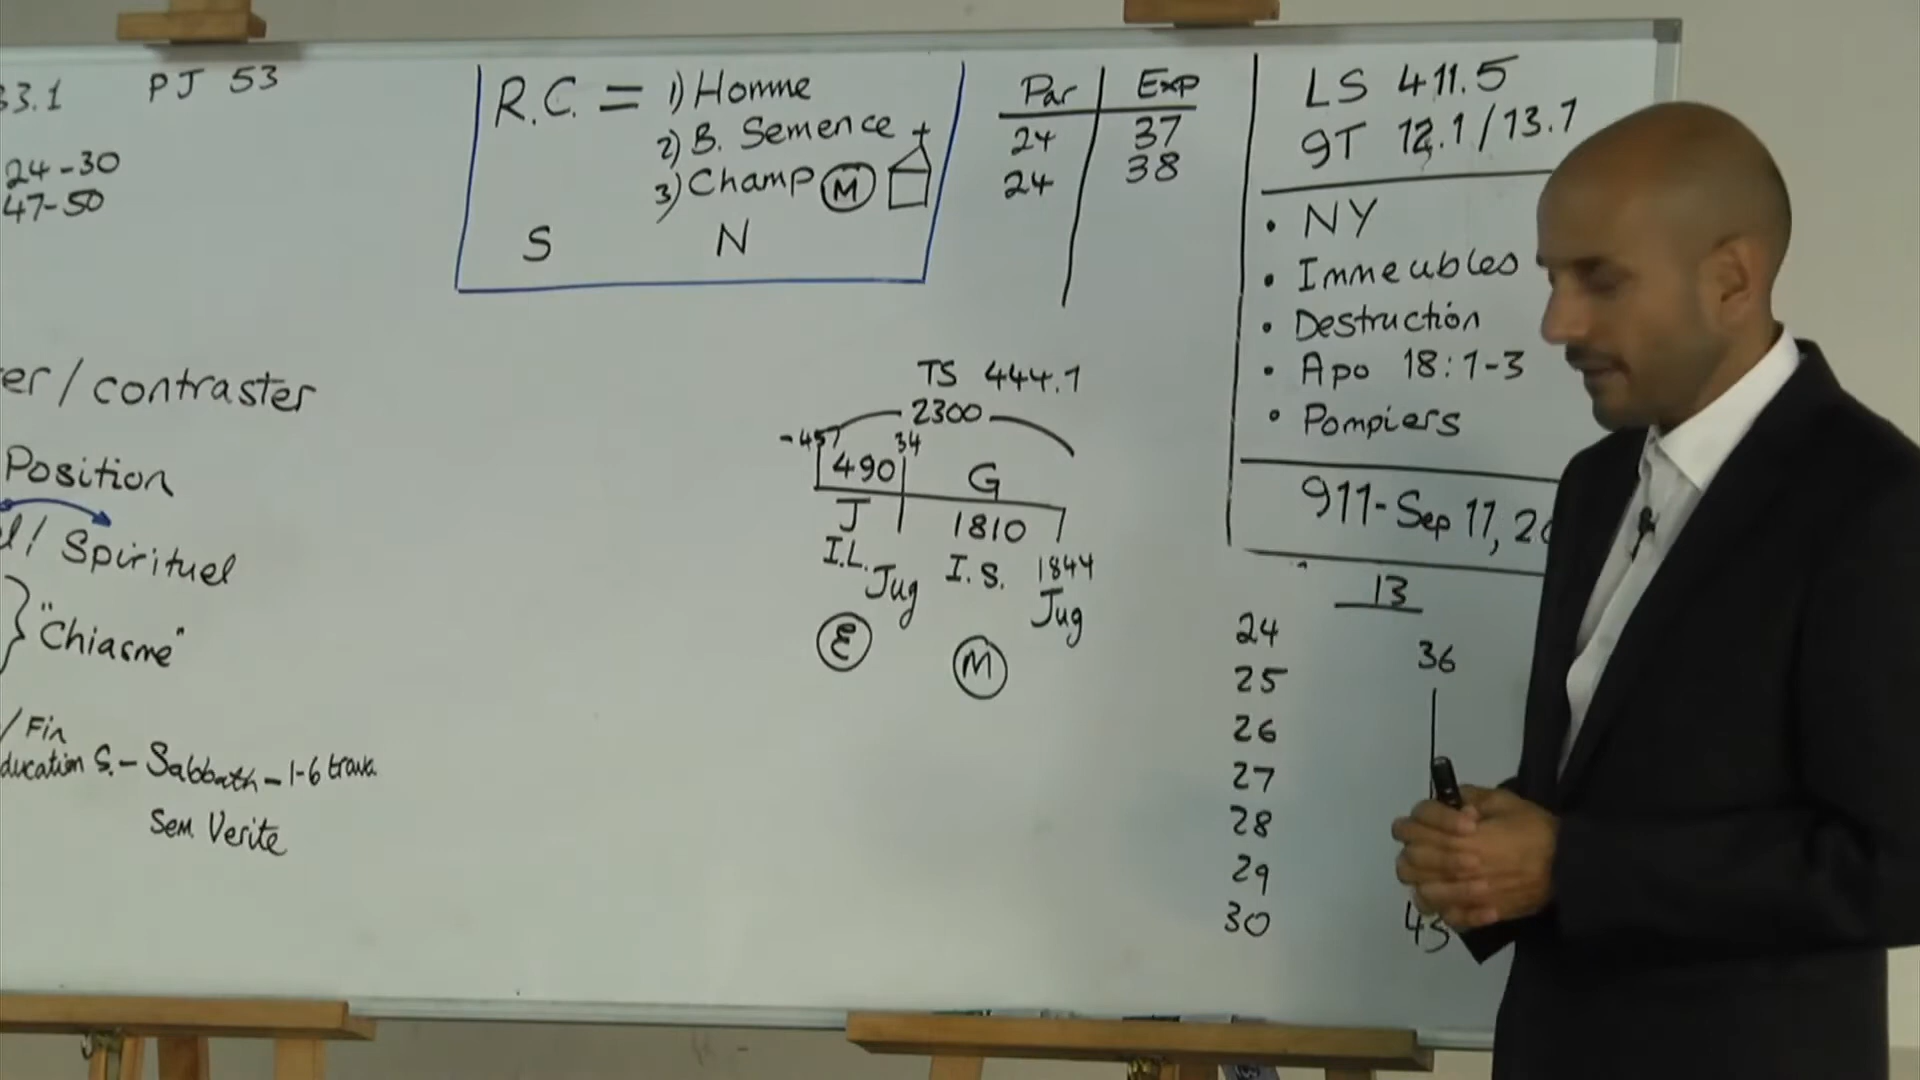 33.1 PJ 53
24-30
47-50
er / contraster
Position
/ Spirituel
"Chiasme"
/ Fin
ducation S. - Sabbath - 1-6 trava
Sem Verite
R.C. = 1) Homme
2) B. Semence +
3) Champ M
S N
Par Exp
24 37
24 38
TS 444.1
2300
-457 34
490 G
J 1810
I.L. I.S. 1844
Jug Jug
E M
LS 411.5
9T 12.1 / 13.1
• NY
• Immeubles
• Destruction
• Apo 18:1-3
• Pompiers
911 - Sep 11, 20
13
24
25
26
27
28
29
30
36
43